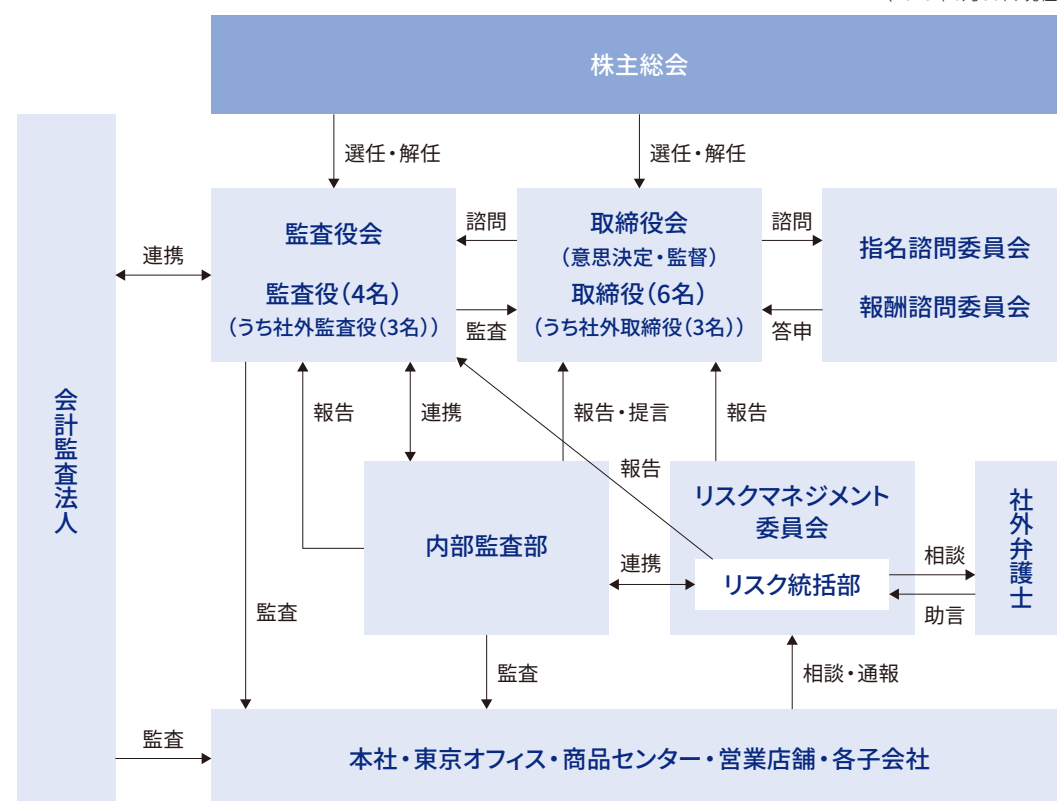 株主総会
選任・解任
選任・解任
監査役会
監査役(4名)
(うち社外監査役(3名))
諮問
監査
取締役会
(意思決定・監督)
取締役(6名)
(うち社外取締役(3名))
諮問
答申
指名諮問委員会
報酬諮問委員会
連携
会計監査法人
報告
連携
報告・提言
報告
報告
内部監査部
連携
リスクマネジメント
委員会
リスク統括部
相談
助言
社外弁護士
監査
監査
相談・通報
監査
本社・東京オフィス・商品センター・営業店舗・各子会社